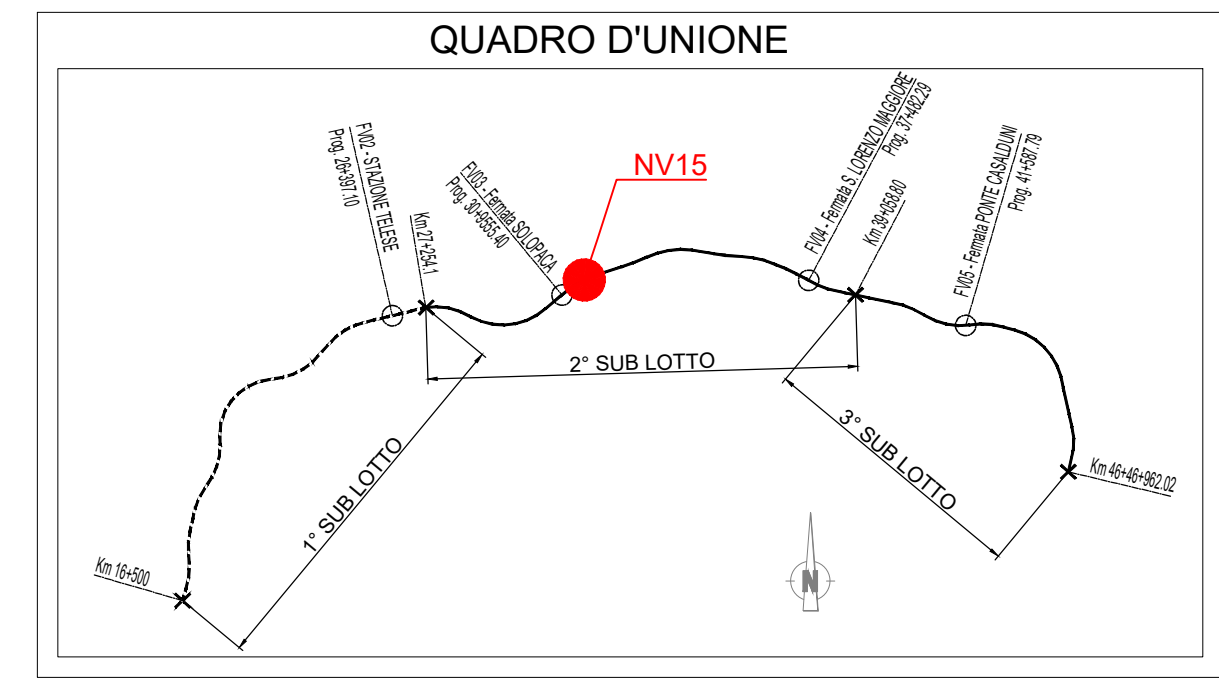 QUADRO D'UNIONE
FV02 - STAZIONE TELESE
Prog. 26+397.10
Km 27+254.1
FV03 - Fermata SOLOPACA
Prog. 30+9555.40
NV15
FV04 - Fermata S. LORENZO MAGGIORE
Prog. 37+482.29
Km 39+058.80
FV05 - Fermata PONTE CASALDUNI
Prog. 41+587.79
2° SUB LOTTO
1° SUB LOTTO
3° SUB LOTTO
Km 46+46+962.02
Km 16+500
N